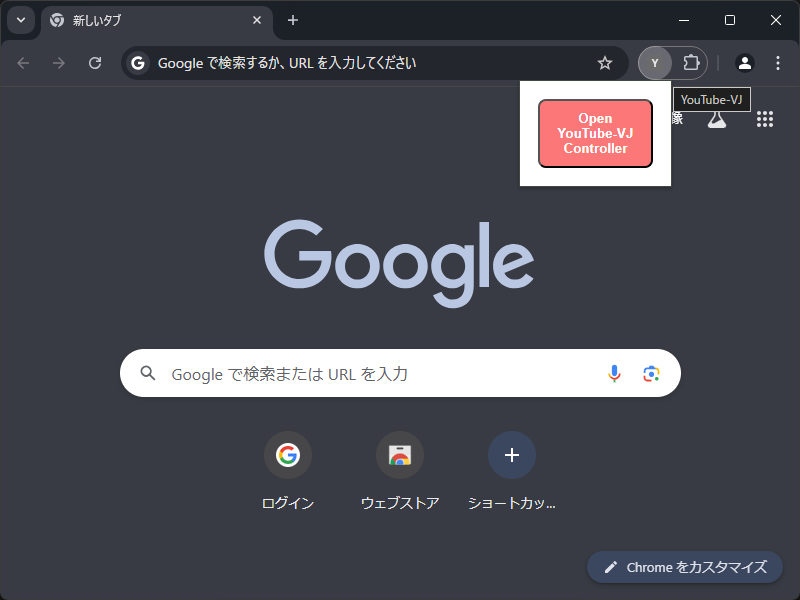 新しいタブ
Google で検索するか、URL を入力してください
Y
YouTube-VJ
Open
YouTube-VJ
Controller
像
Google
Google で検索または URL を入力
ログイン
ウェブストア
ショートカッ...
Chrome をカスタマイズ